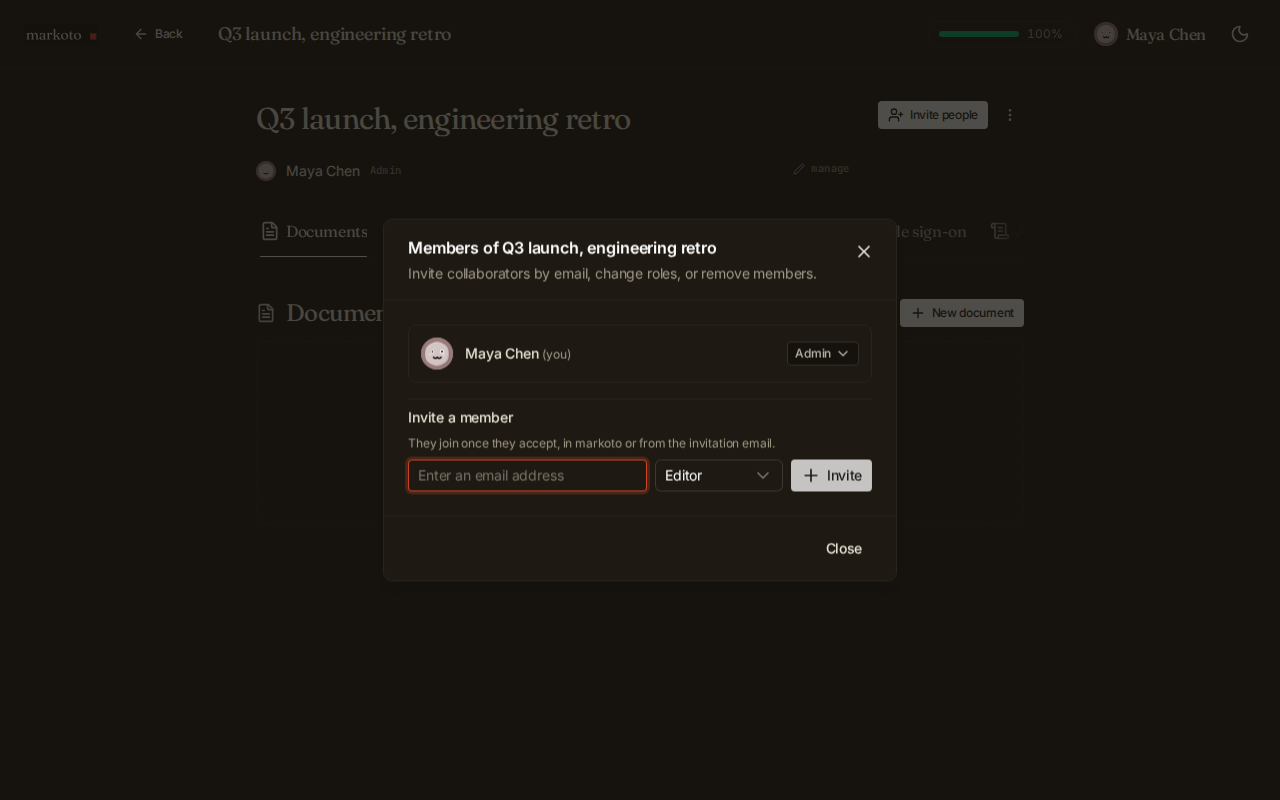 markoto
Back
Q3 launch, engineering retro
100%
Maya Chen
Q3 launch, engineering retro
Invite people
Maya Chen Admin
manage
Documents
le sign-on
Members of Q3 launch, engineering retro
Invite collaborators by email, change roles, or remove members.
Documen
New document
Maya Chen (you)
Admin
Invite a member
They join once they accept, in markoto or from the invitation email.
Enter an email address
Editor
Invite
Close